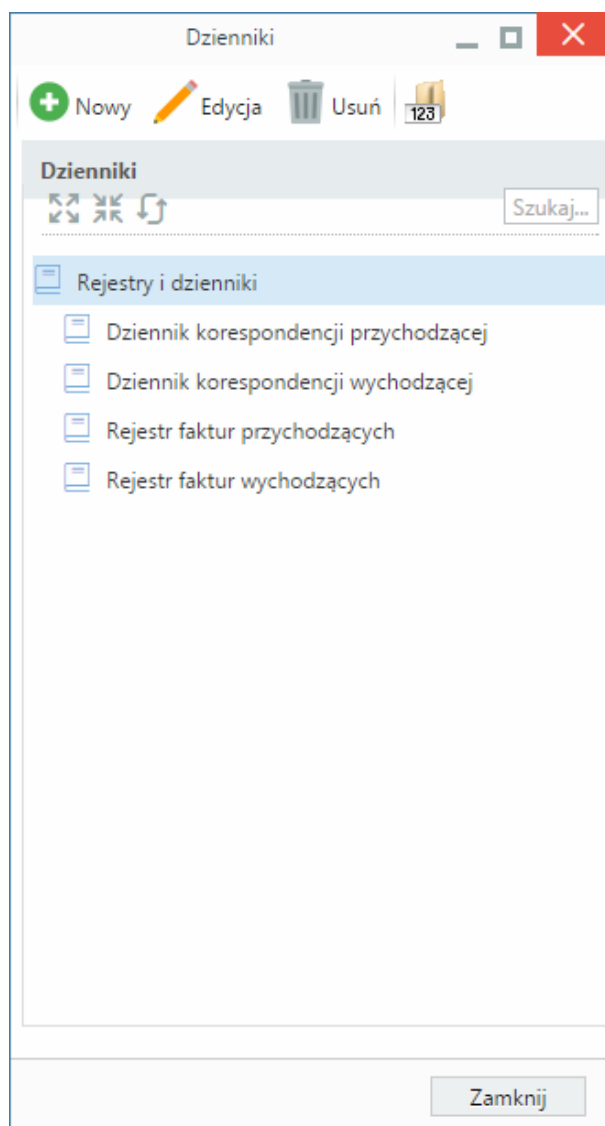 Dzienniki
Nowy Edycja Usuń 123
Dzienniki
Szukaj...
Rejestry i dzienniki
Dziennik korespondencji przychodzącej
Dziennik korespondencji wychodzącej
Rejestr faktur przychodzących
Rejestr faktur wychodzących
Zamknij